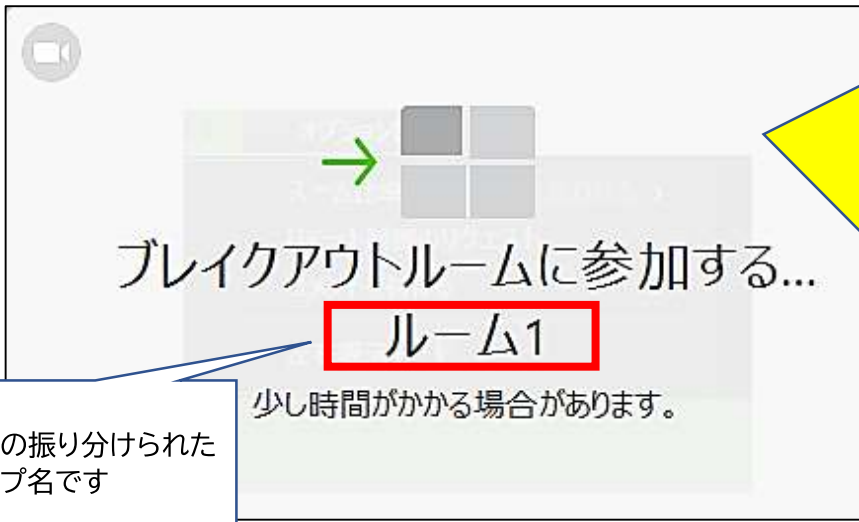 ブレイクアウトルームに参加する...
ルーム1
少し時間がかかる場合があります。
の振り分けられた
プ名です